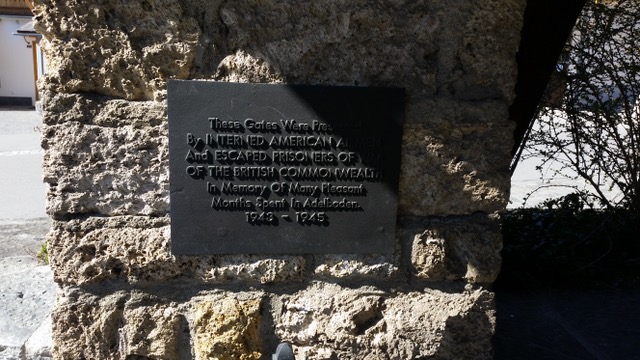 These Gates Were
By INTERNED AMERICAN
And ESCAPED PRISONERS OF
OF THE BRITISH COMMONWEALTH
In Memory Of Many Pleasant
Months Spent in Adelboden.
1943 - 1945